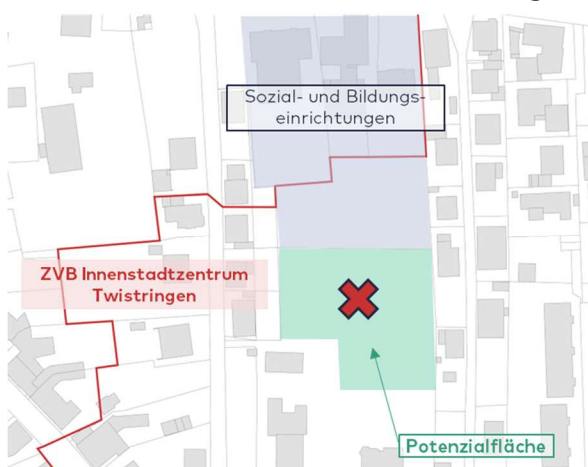 Sozial- und Bildungs-
einrichtungen
ZVB Innenstadtzentrum
Twistringen
Potenzialfläche